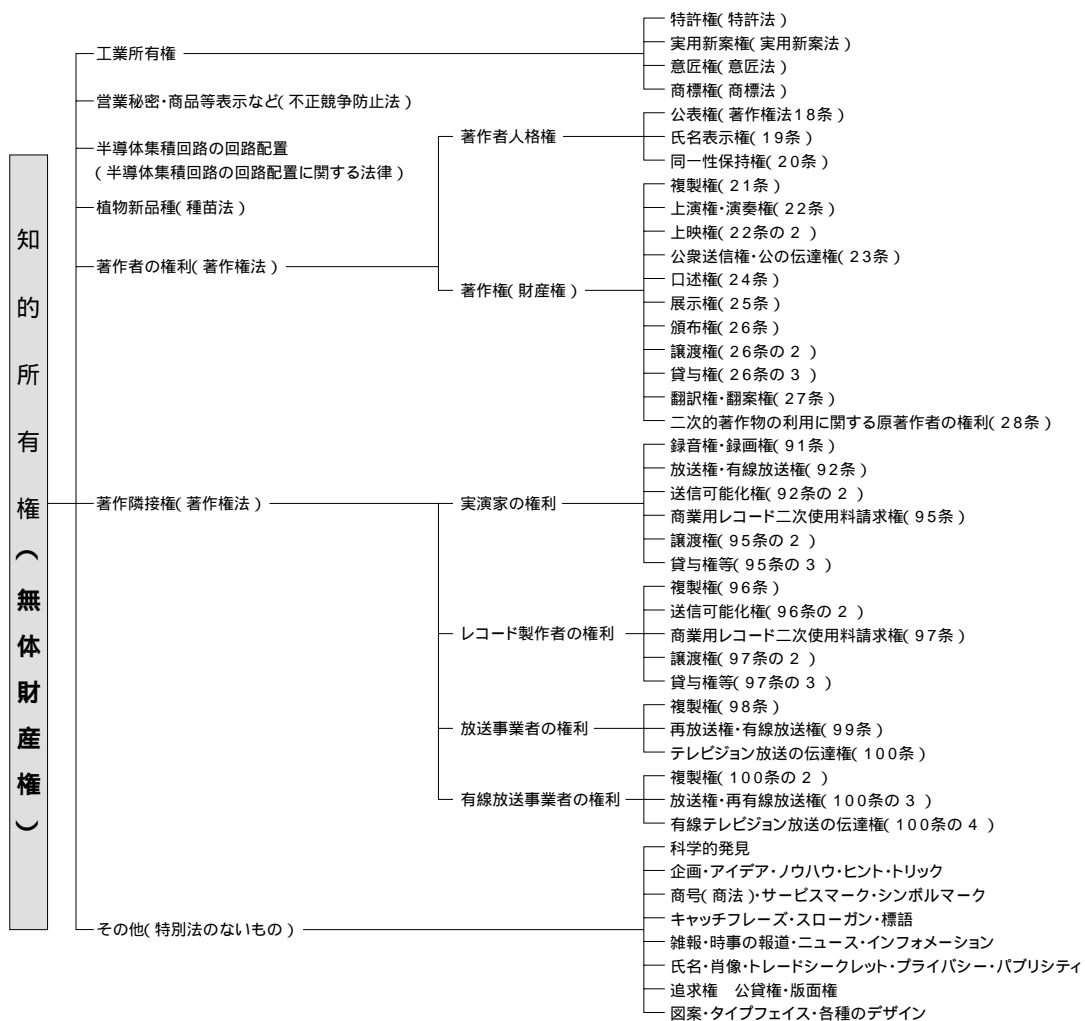 知的所有権(無体財産権)
工業所有権
特許権(特許法)
実用新案権(実用新案法)
意匠権(意匠法)
商標権(商標法)
営業秘密・商品等表示など(不正競争防止法)
半導体集積回路の回路配置
(半導体集積回路の回路配置に関する法律)
植物新品種(種苗法)
著作者の権利(著作権法)
著作者人格権
公表権(著作権法18条)
氏名表示権(19条)
同一性保持権(20条)
著作権(財産権)
複製権(21条)
上演権・演奏権(22条)
上映権(22条の2)
公衆送信権・公の伝達権(23条)
口述権(24条)
展示権(25条)
頒布権(26条)
譲渡権(26条の2)
貸与権(26条の3)
翻訳権・翻案権(27条)
二次的著作物の利用に関する原著作者の権利(28条)
著作隣接権(著作権法)
実演家の権利
録音権・録画権(91条)
放送権・有線放送権(92条)
送信可能化権(92条の2)
商業用レコード二次使用料請求権(95条)
譲渡権(95条の2)
貸与権等(95条の3)
レコード製作者の権利
複製権(96条)
送信可能化権(96条の2)
商業用レコード二次使用料請求権(97条)
譲渡権(97条の2)
貸与権等(97条の3)
放送事業者の権利
複製権(98条)
再放送権・有線放送権(99条)
テレビジョン放送の伝達権(100条)
有線放送事業者の権利
複製権(100条の2)
放送権・再有線放送権(100条の3)
有線テレビジョン放送の伝達権(100条の4)
その他(特別法のないもの)
科学的発見
企画・アイデア・ノウハウ・ヒント・トリック
商号(商法)・サービスマーク・シンボルマーク
キャッチフレーズ・スローガン・標語
雑報・時事の報道・ニュース・インフォメーション
氏名・肖像・トレードシークレット・プライバシー・パブリシティ
追求権 公貸権・版面権
図案・タイプフェイス・各種のデザイン